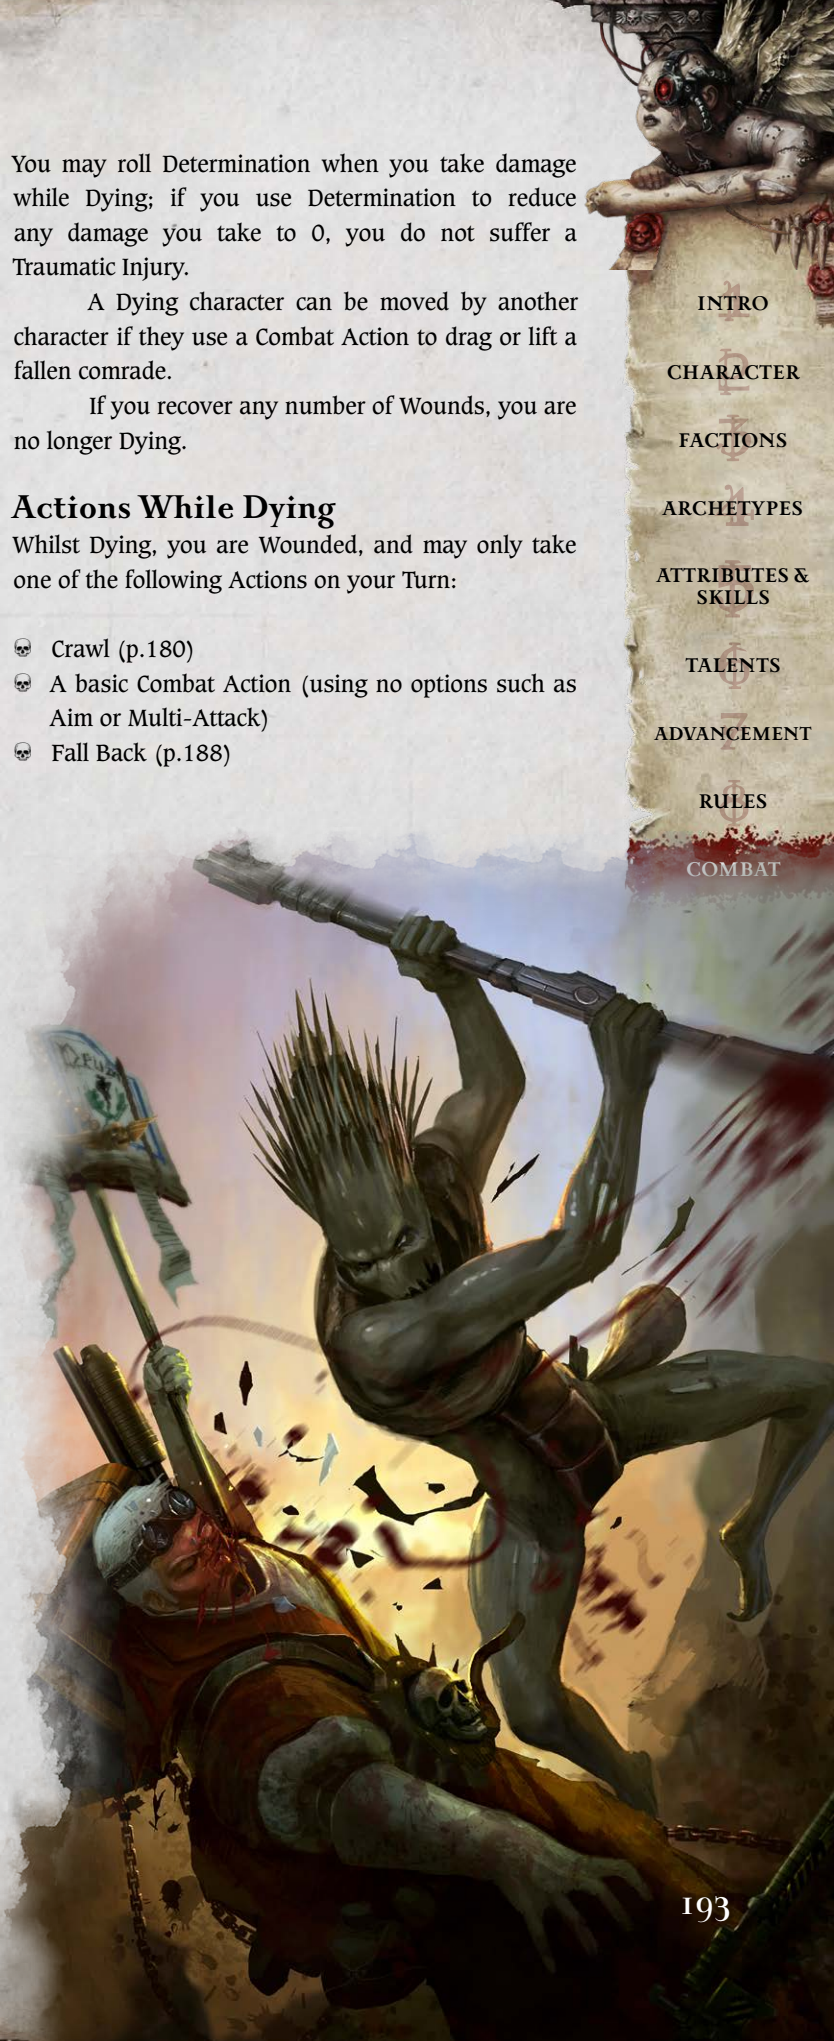 You may roll Determination when you take damage
while Dying; if you use Determination to reduce
any damage you take to 0, you do not suffer a
Traumatic Injury.
A Dying character can be moved by another
character if they use a Combat Action to drag or lift a
fallen comrade.
If you recover any number of Wounds, you are
no longer Dying.
Actions While Dying
Whilst Dying, you are Wounded, and may only take
one of the following Actions on your Turn:
Crawl (p.180)
A basic Combat Action (using no options such as
Aim or Multi-Attack)
Fall Back (p.188)
INTRO
CHARACTER
FACTIONS
ARCHETYPES
ATTRIBUTES &
SKILLS
TALENTS
ADVANCEMENT
RULES
COMBAT
193